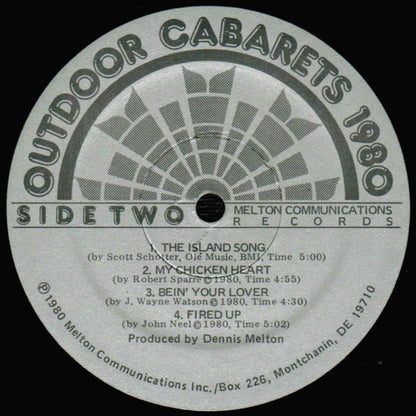 OUTDOOR CABARETS 1980
SIDE TWO
MELTON COMMUNICATIONS
RECORDS
1. THE ISLAND SONG
(by Scott Schotter, Olé Music, BMI, Time 5:00)
2. MY CHICKEN HEART
(by Robert Sparre ©1980, Time 4:55)
3. BEIN' YOUR LOVER
(by J. Wayne Watson ©1980, Time 4:30)
4. FIRED UP
(by John Neel ©1980, Time 5:02)
Produced by Dennis Melton
℗1980 Melton Communications Inc./Box 226, Montchanin, DE 19710